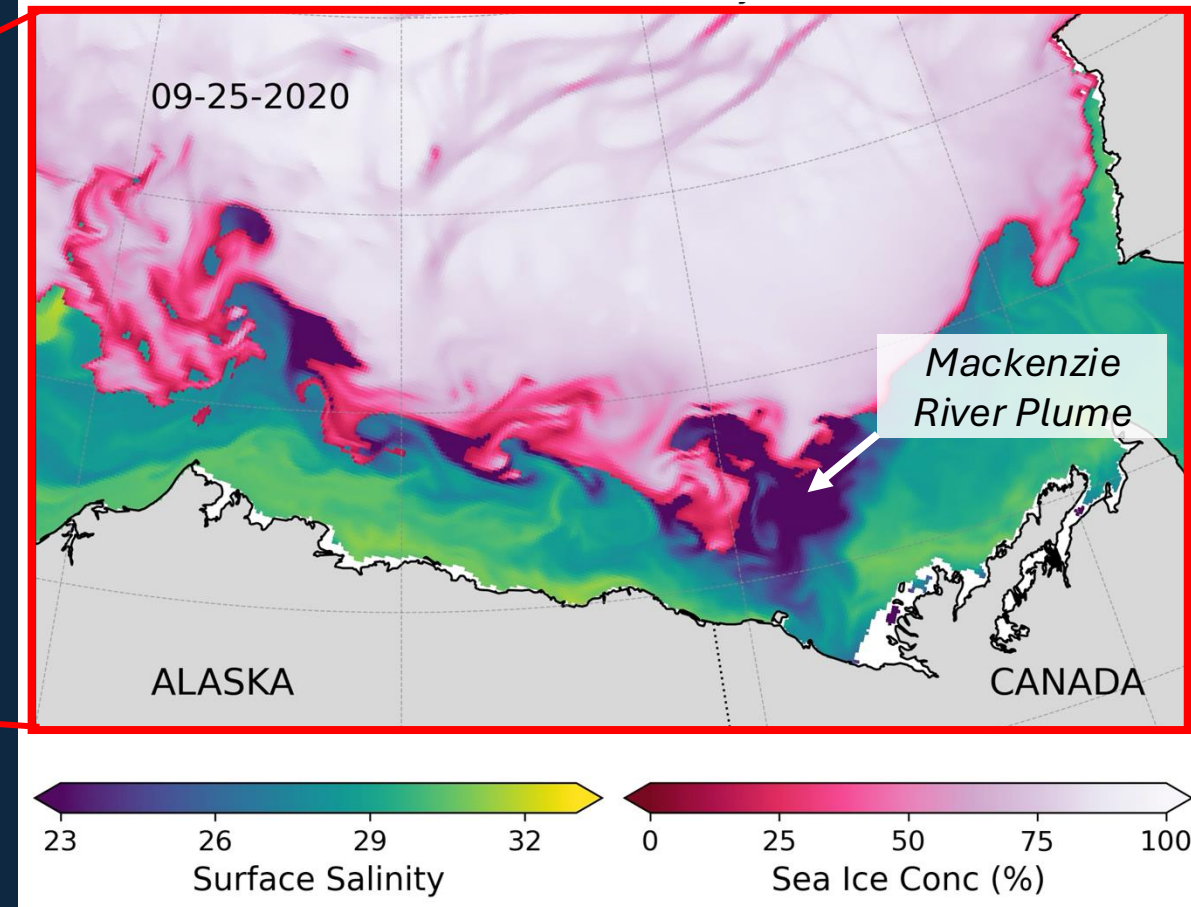 09-25-2020
Mackenzie
River Plume
ALASKA
CANADA
23 26 29 32
Surface Salinity
0 25 50 75 100
Sea Ice Conc (%)